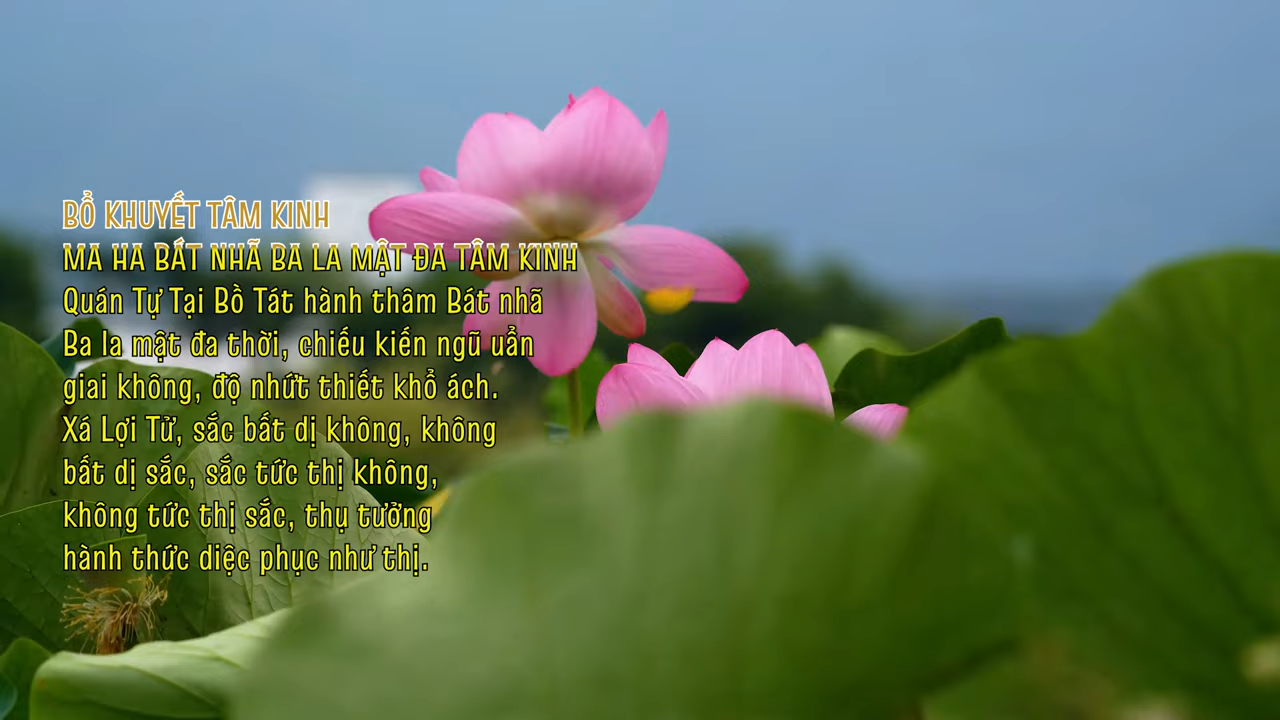 BỔ KHUYẾT TÂM KINH
MA HA BÁT NHÃ BA LA MẬT ĐA TÂM KINH
Quán Tự Tại Bồ Tát hành thâm Bát nhã
Ba la mật đa thời, chiếu kiến ngũ uẩn
giai không, độ nhứt thiết khổ ách.
Xá Lợi Tử, sắc bất dị không, không
bất dị sắc, sắc tức thị không,
không tức thị sắc, thụ tưởng
hành thức diệc phục như thị.